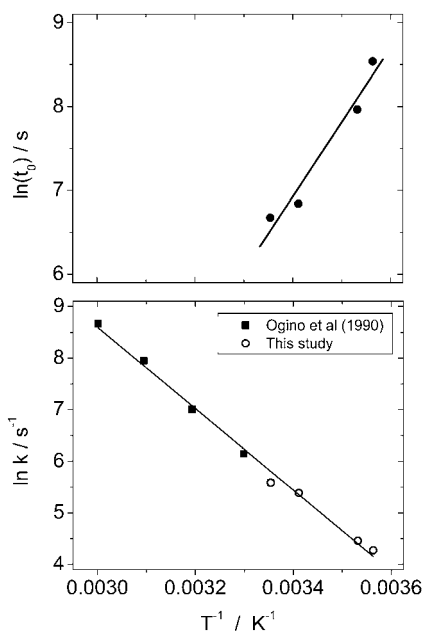 9
8
7
6
ln(t0) / s
9
8
7
6
5
4
ln k / s-1
Ogino et al (1990)
This study
0.0030 0.0032 0.0034 0.0036
T-1 / K-1